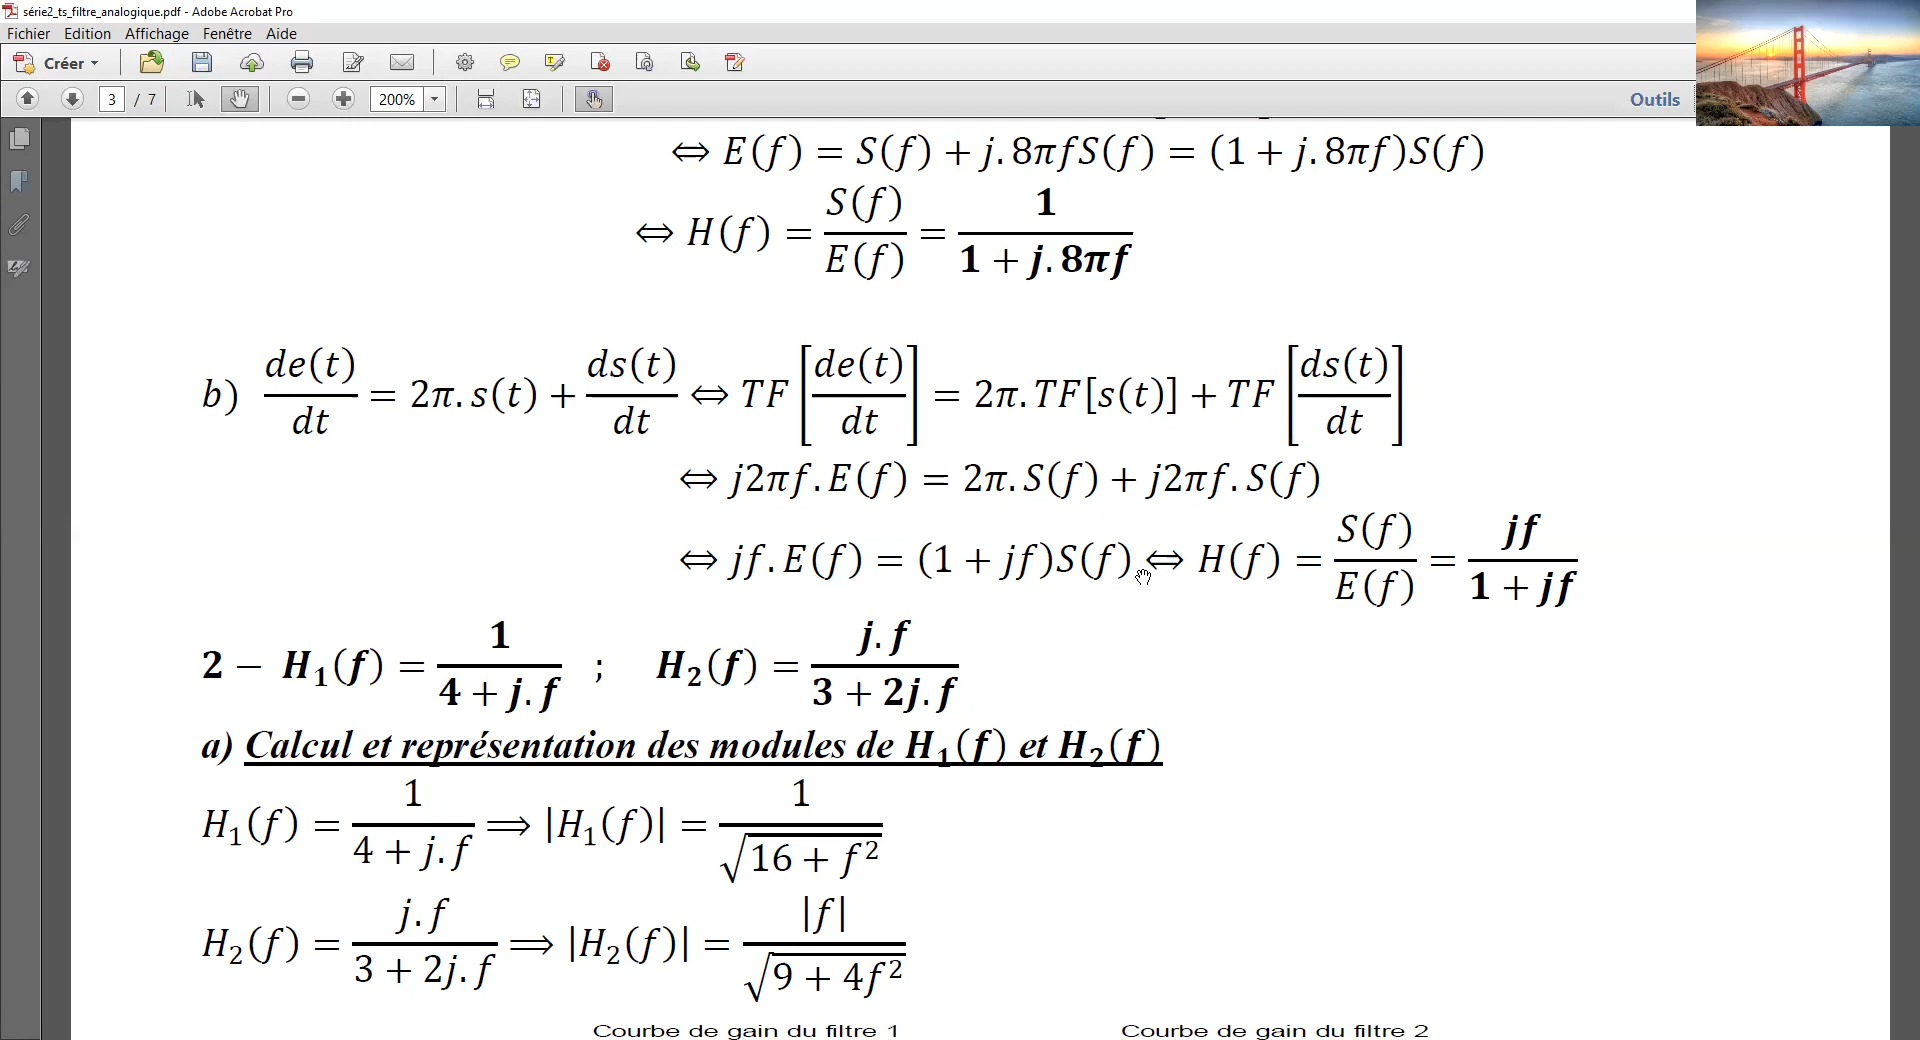 série2_ts_filtre_analogique.pdf - Adobe Acrobat Pro
Fichier Edition Affichage Fenêtre Aide
Créer
3 / 7 200% Outils
⇔ E(f) = S(f) + j.8πfS(f) = (1 + j.8πf)S(f)
⇔ H(f) = S(f)/E(f) = 1/(1 + j.8πf)
b) de(t)/dt = 2π.s(t) + ds(t)/dt ⇔ TF[de(t)/dt] = 2π.TF[s(t)] + TF[ds(t)/dt]
⇔ j2πf.E(f) = 2π.S(f) + j2πf.S(f)
⇔ jf.E(f) = (1 + jf)S(f) ⇔ H(f) = S(f)/E(f) = jf/(1 + jf)
2 − H₁(f) = 1/(4 + j.f) ; H₂(f) = j.f/(3 + 2j.f)
a) Calcul et représentation des modules de H₁(f) et H₂(f)
H₁(f) = 1/(4 + j.f) ⟹ |H₁(f)| = 1/√(16 + f²)
H₂(f) = j.f/(3 + 2j.f) ⟹ |H₂(f)| = |f|/√(9 + 4f²)
Courbe de gain du filtre 1 Courbe de gain du filtre 2